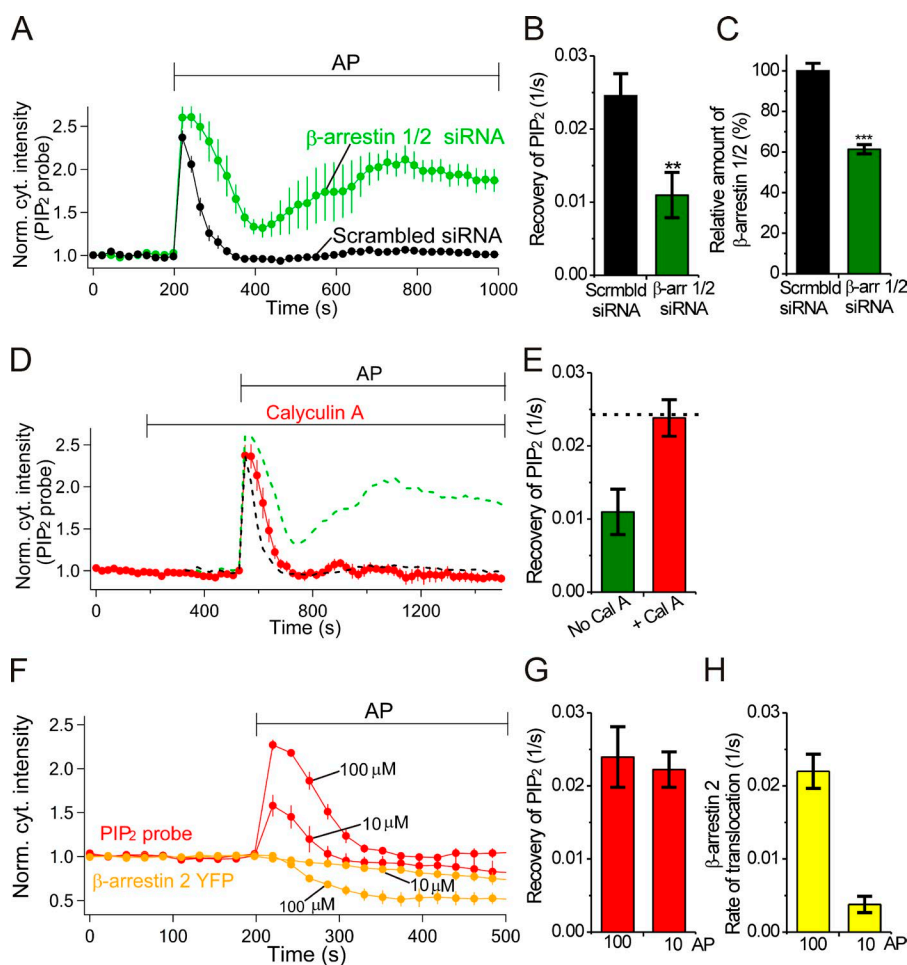 A
AP
Norm. cyt. intensity
(PIP2 probe)
2.5
2.0
1.5
1.0
β-arrestin 1/2 siRNA
Scrambled siRNA
0
200
400
600
800
1000
Time (s)
B
Recovery of PIP2 (1/s)
0.03
0.02
0.01
0.00
**
Scrmbld
siRNA
β-arr 1/2
siRNA
C
Relative amount of
β-arrestin 1/2 (%)
100
80
60
40
20
0
***
Scrmbld
siRNA
β-arr 1/2
siRNA
D
AP
Calyculin A
Norm. cyt. intensity
(PIP2 probe)
2.5
2.0
1.5
1.0
0
400
800
1200
Time (s)
E
Recovery of PIP2 (1/s)
0.03
0.02
0.01
0.00
No Cal A
+ Cal A
F
AP
Norm. cyt. intensity
2.5
2.0
1.5
1.0
0.5
100 μM
10 μM
PIP2 probe
β-arrestin 2 YFP
10 μM
100 μM
0
100
200
300
400
500
Time (s)
G
Recovery of PIP2 (1/s)
0.03
0.02
0.01
0.00
100
10
AP
H
β-arrestin 2
Rate of translocation (1/s)
0.03
0.02
0.01
0.00
100
10
AP